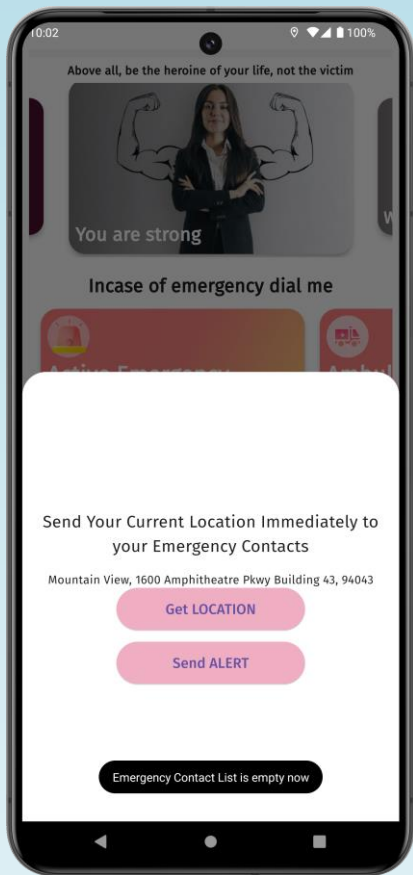 10:02
100%
Above all, be the heroine of your life, not the victim
You are strong
Incase of emergency dial me
Active Emergency
Send Your Current Location Immediately to
your Emergency Contacts
Mountain View, 1600 Amphitheatre Pkwy Building 43, 94043
Get LOCATION
Send ALERT
Emergency Contact List is empty now